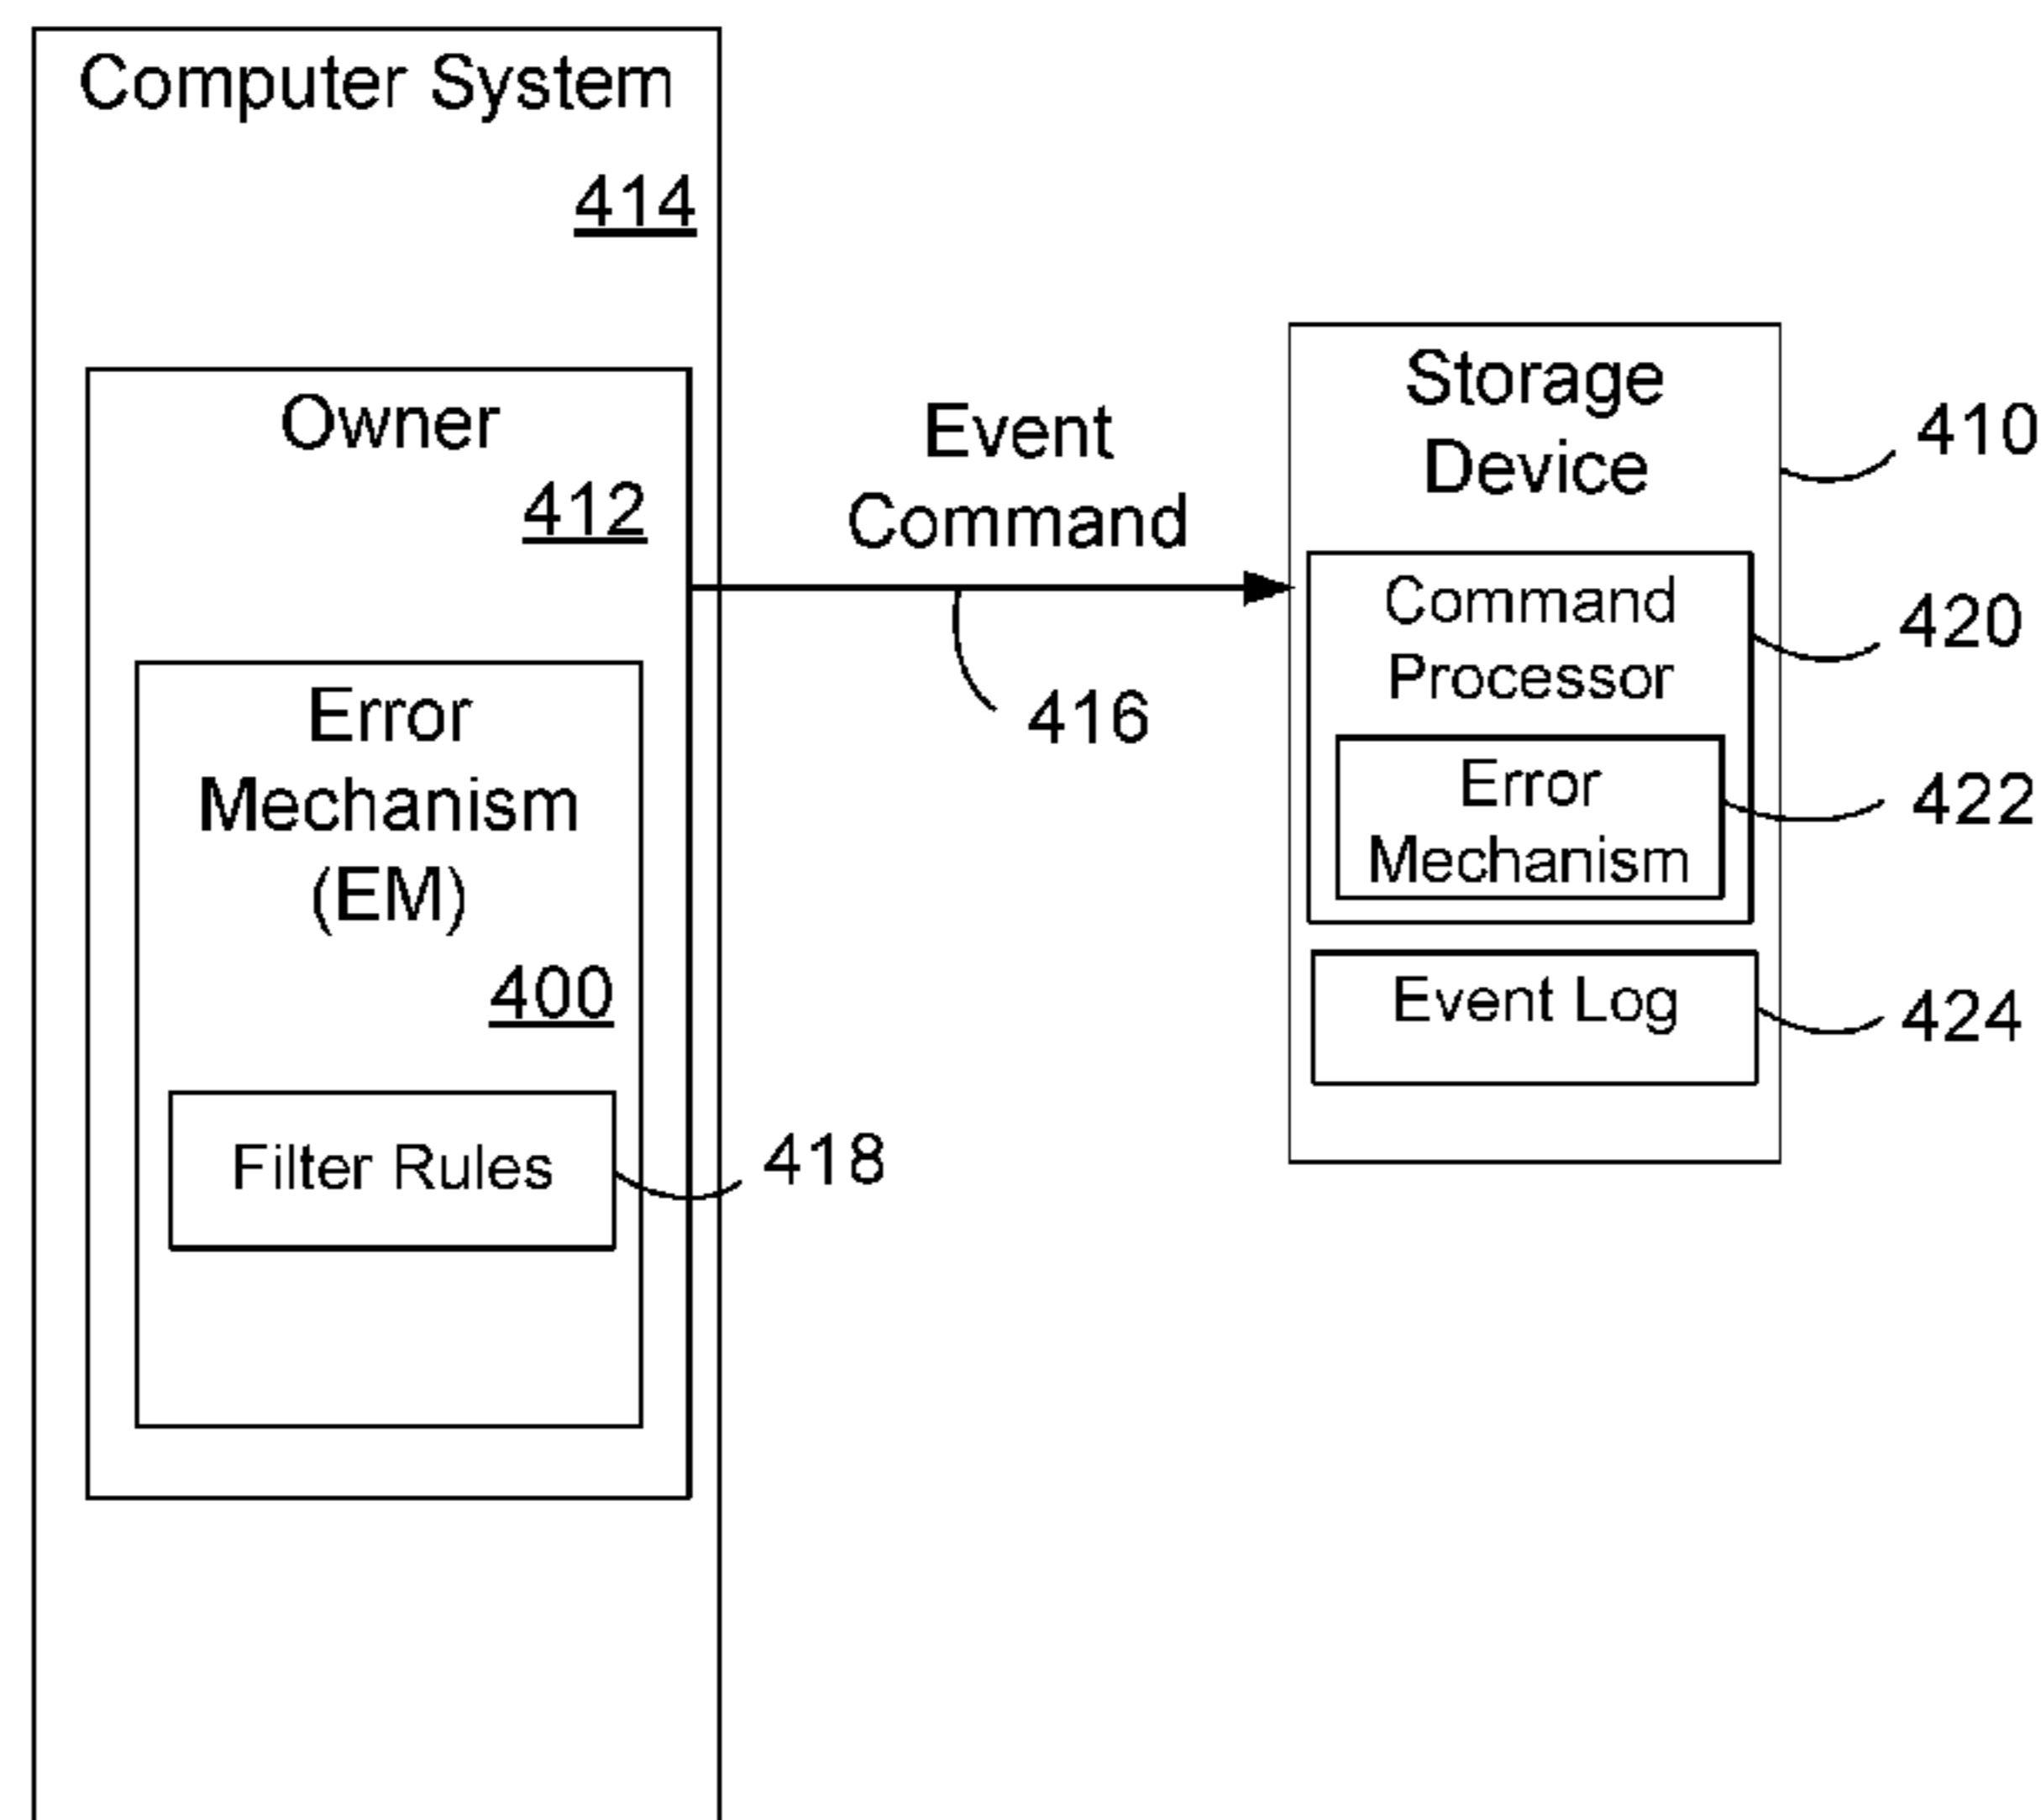 Computer System
414
Owner
412
Error
Mechanism
(EM)
400
Filter Rules
418
Event
Command
416
Storage
Device
410
Command
Processor
420
Error
Mechanism
422
Event Log
424